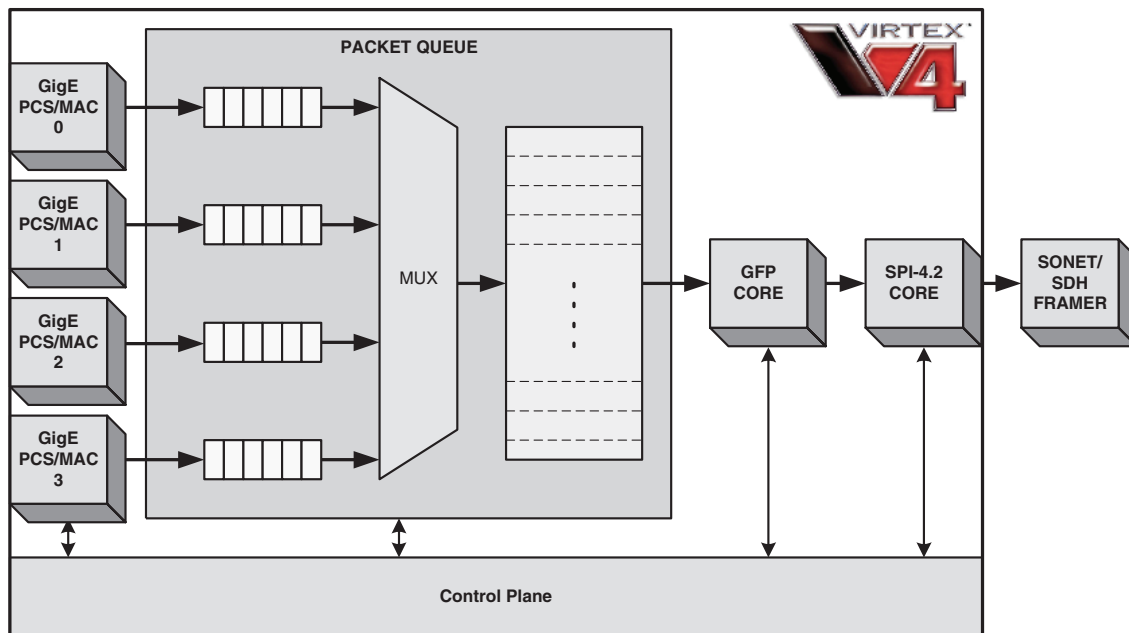 PACKET QUEUE
VIRTEX
4
GigE
PCS/MAC
0
GigE
PCS/MAC
1
GigE
PCS/MAC
2
GigE
PCS/MAC
3
MUX
GFP
CORE
SPI-4.2
CORE
SONET/
SDH
FRAMER
Control Plane